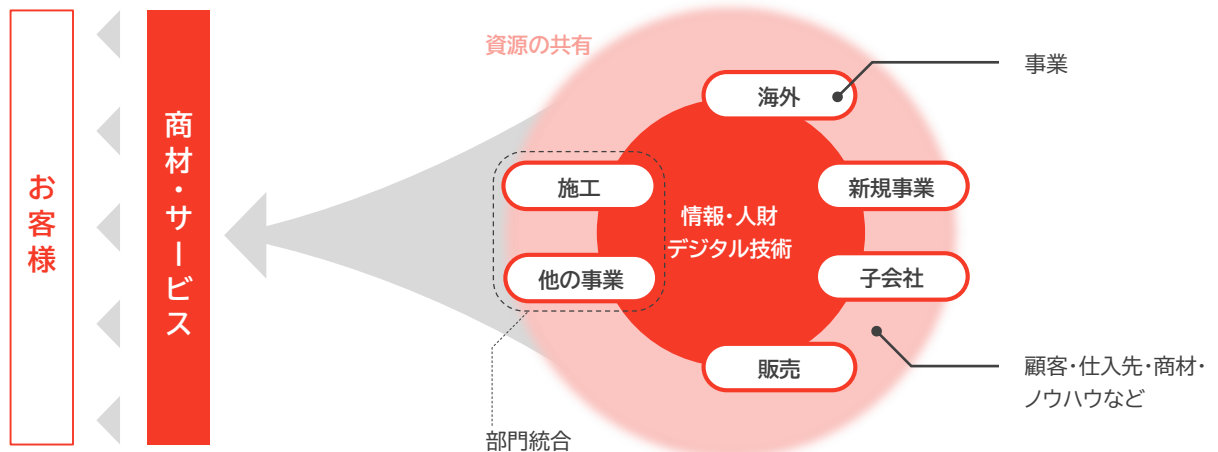 お客様
商材・サービス
資源の共有
海外
事業
施工
新規事業
情報・人財
デジタル技術
他の事業
子会社
販売
顧客・仕入先・商材・
ノウハウなど
部門統合